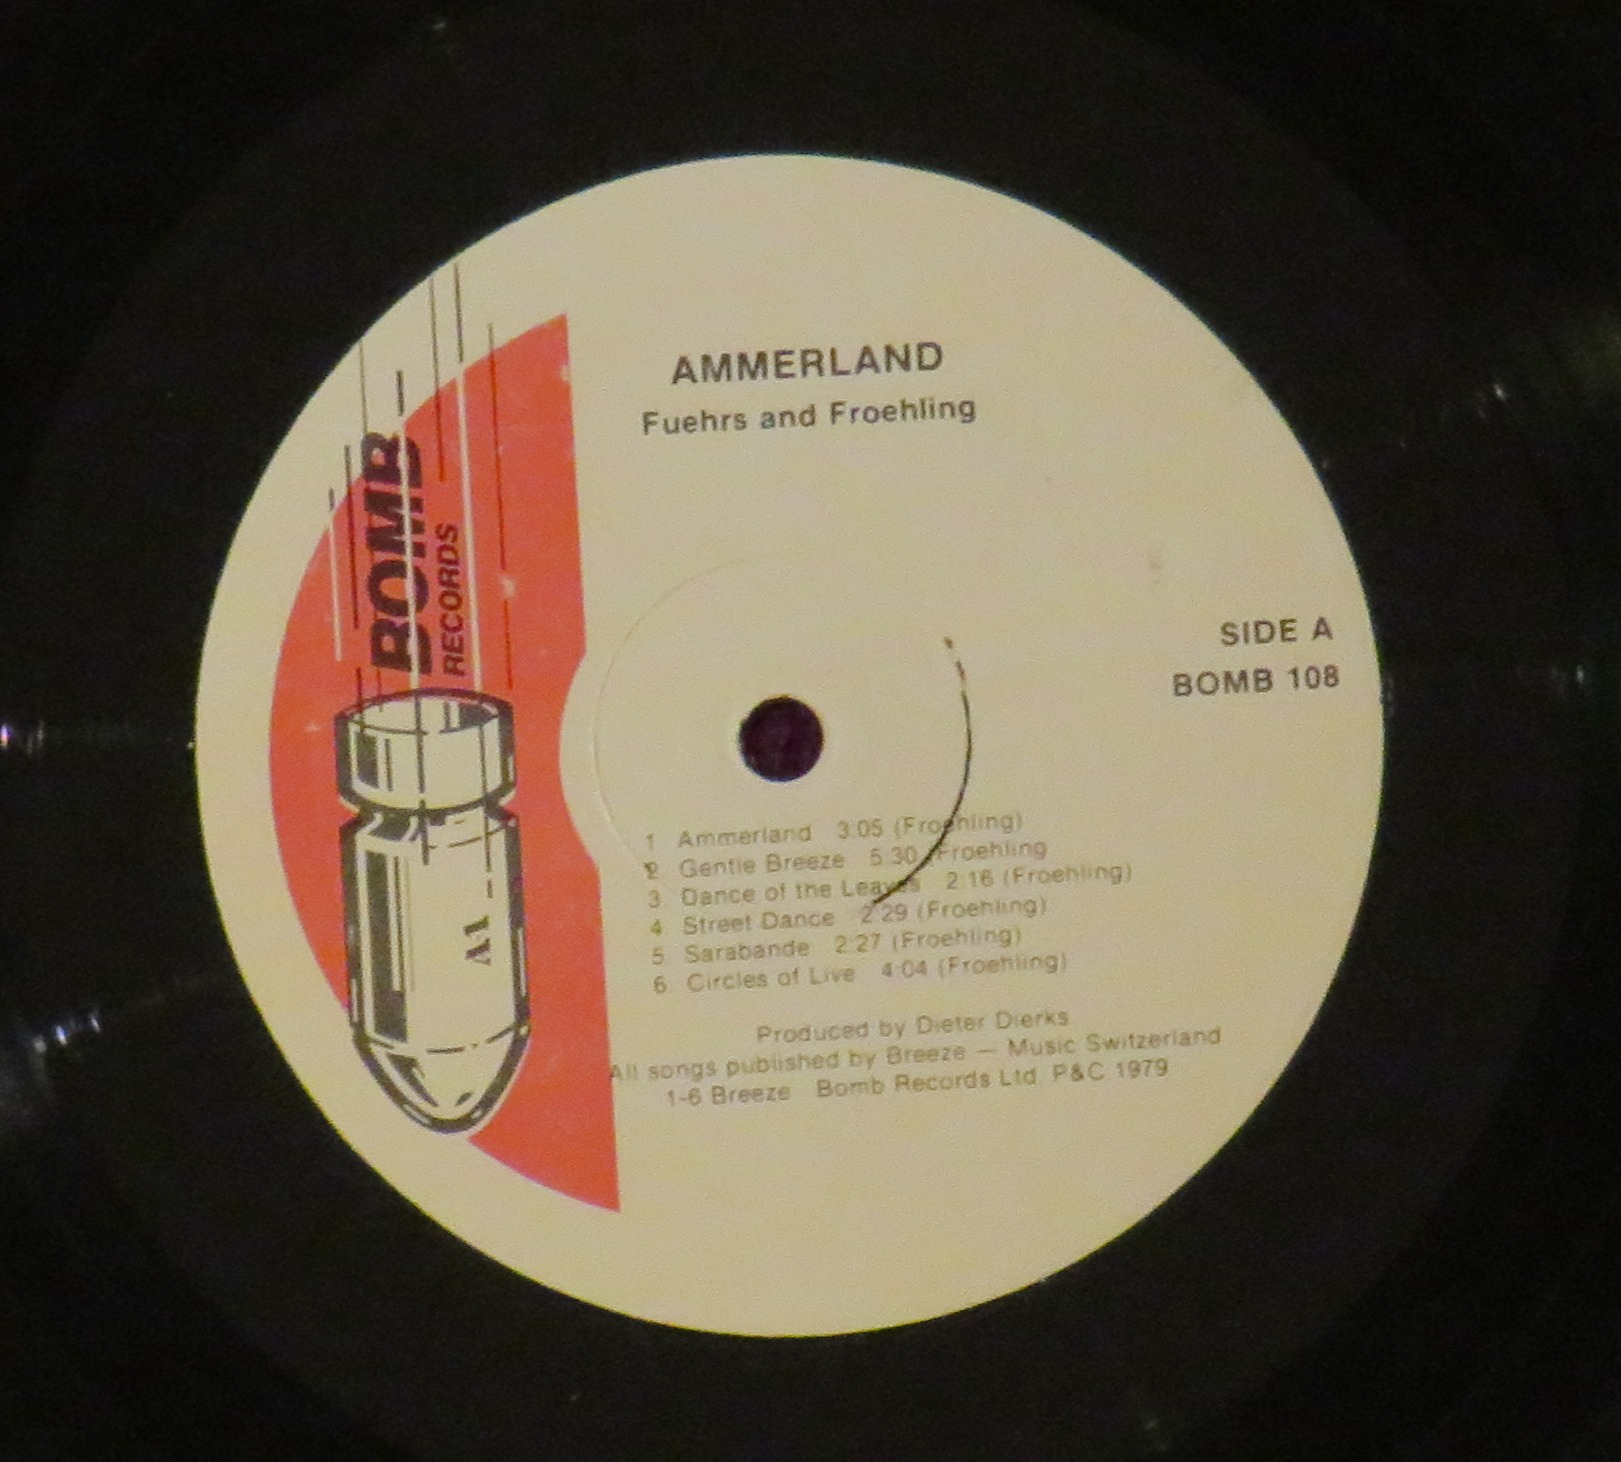 AMMERLAND
Fuehrs and Froehling
BOMB
RECORDS
SIDE A
BOMB 108
A-1
1 Ammerland 3:05 (Froehling)
2 Gentle Breeze 5:30 (Froehling
3 Dance of the Leaves 2:16 (Froehling)
4 Street Dance 2:29 (Froehling)
5 Sarabande 2:27 (Froehling)
6 Circles of Live 4:04 (Froehling)
Produced by Dieter Dierks
All songs published by Breeze — Music Switzerland
1-6 Breeze Bomb Records Ltd P&C 1979